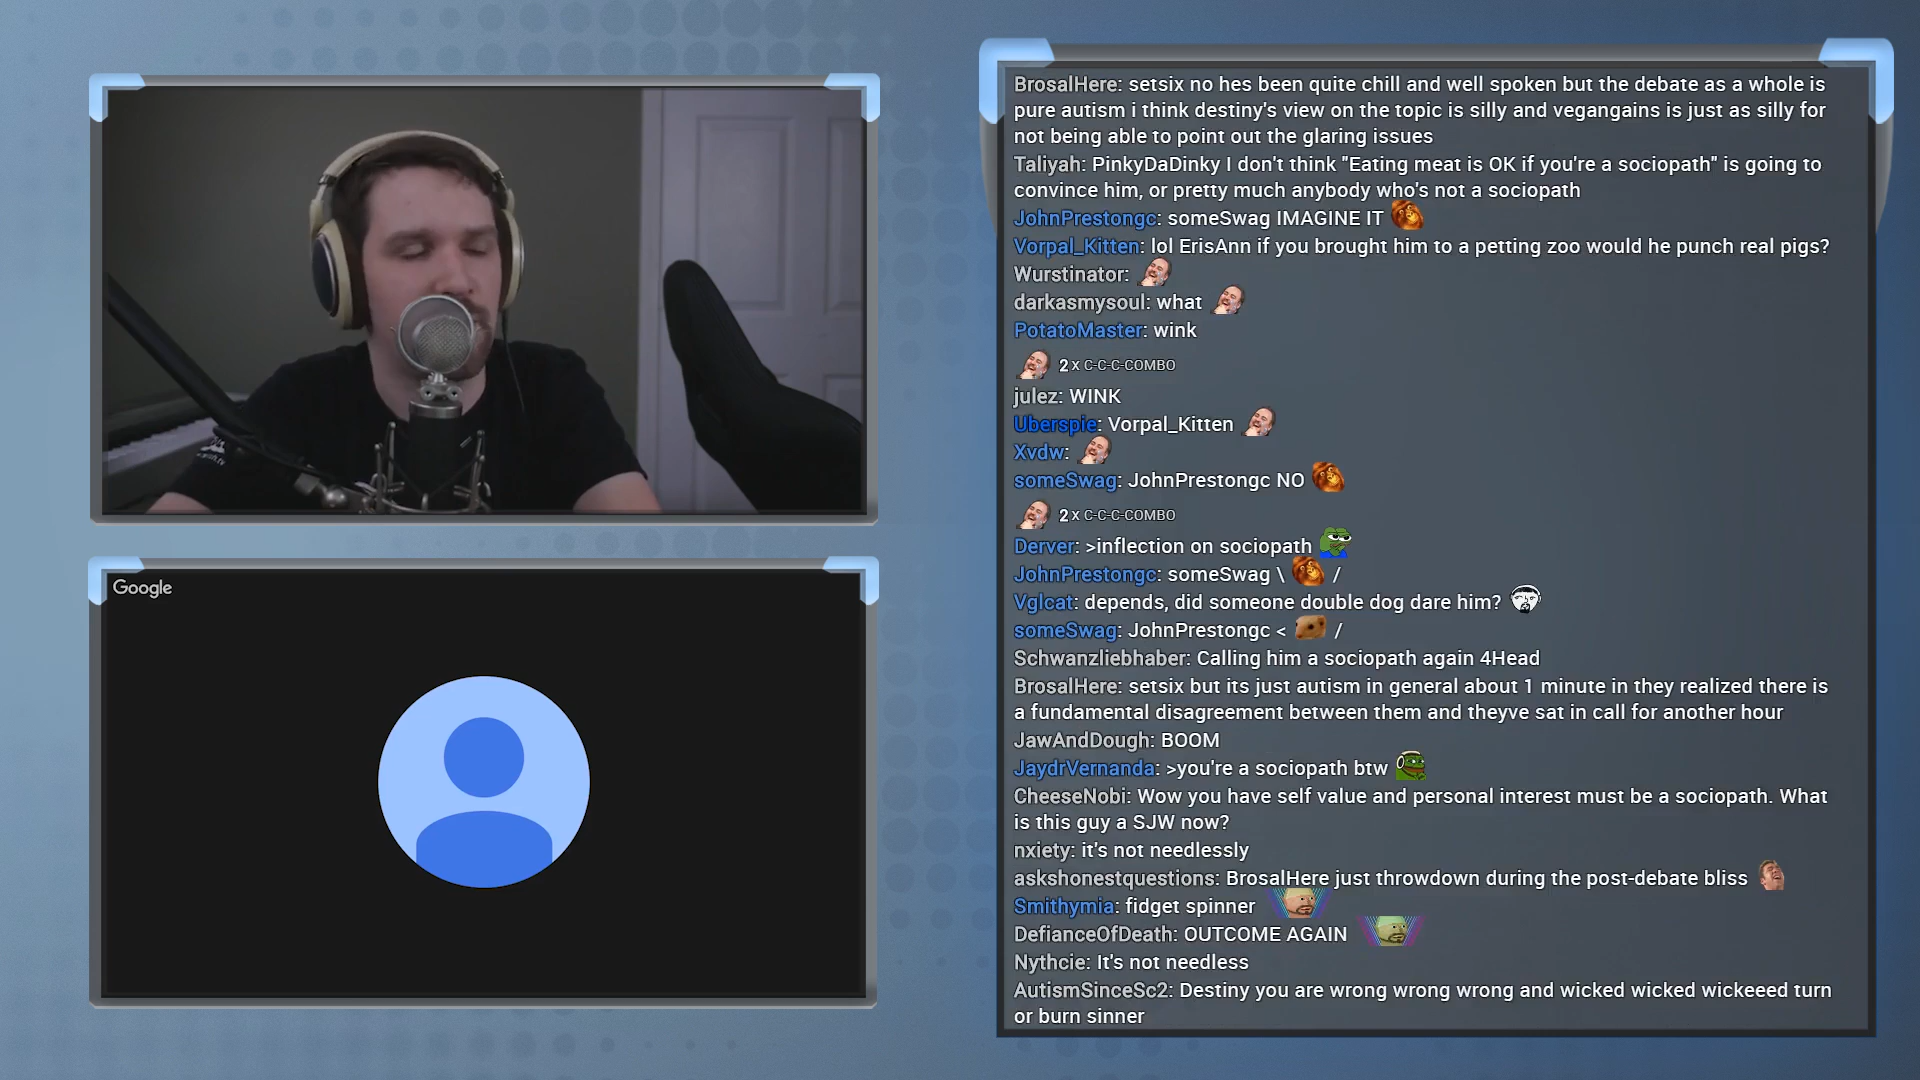 Google
BrosalHere: setsix no hes been quite chill and well spoken but the debate as a whole is
pure autism i think destiny's view on the topic is silly and vegangains is just as silly for
not being able to point out the glaring issues
Taliyah: PinkyDaDinky I don't think "Eating meat is OK if you're a sociopath" is going to
convince him, or pretty much anybody who's not a sociopath
JohnPrestongc: someSwag IMAGINE IT
Vorpal_Kitten: lol ErisAnn if you brought him to a petting zoo would he punch real pigs?
Wurstinator:
darkasmysoul: what
PotatoMaster: wink
2 x C-C-C-COMBO
julez: WINK
Uberspie: Vorpal_Kitten
Xvdw:
someSwag: JohnPrestongc NO
2 x C-C-C-COMBO
Derver: >inflection on sociopath
JohnPrestongc: someSwag \ /
Vglcat: depends, did someone double dog dare him?
someSwag: JohnPrestongc < /
Schwanzliebhaber: Calling him a sociopath again 4Head
BrosalHere: setsix but its just autism in general about 1 minute in they realized there is
a fundamental disagreement between them and theyve sat in call for another hour
JawAndDough: BOOM
JaydrVernanda: >you're a sociopath btw
CheeseNobi: Wow you have self value and personal interest must be a sociopath. What
is this guy a SJW now?
nxiety: it's not needlessly
askshonestquestions: BrosalHere just throwdown during the post-debate bliss
Smithymia: fidget spinner
DefianceOfDeath: OUTCOME AGAIN
Nythcie: It's not needless
AutismSinceSc2: Destiny you are wrong wrong wrong and wicked wicked wickeeed turn
or burn sinner